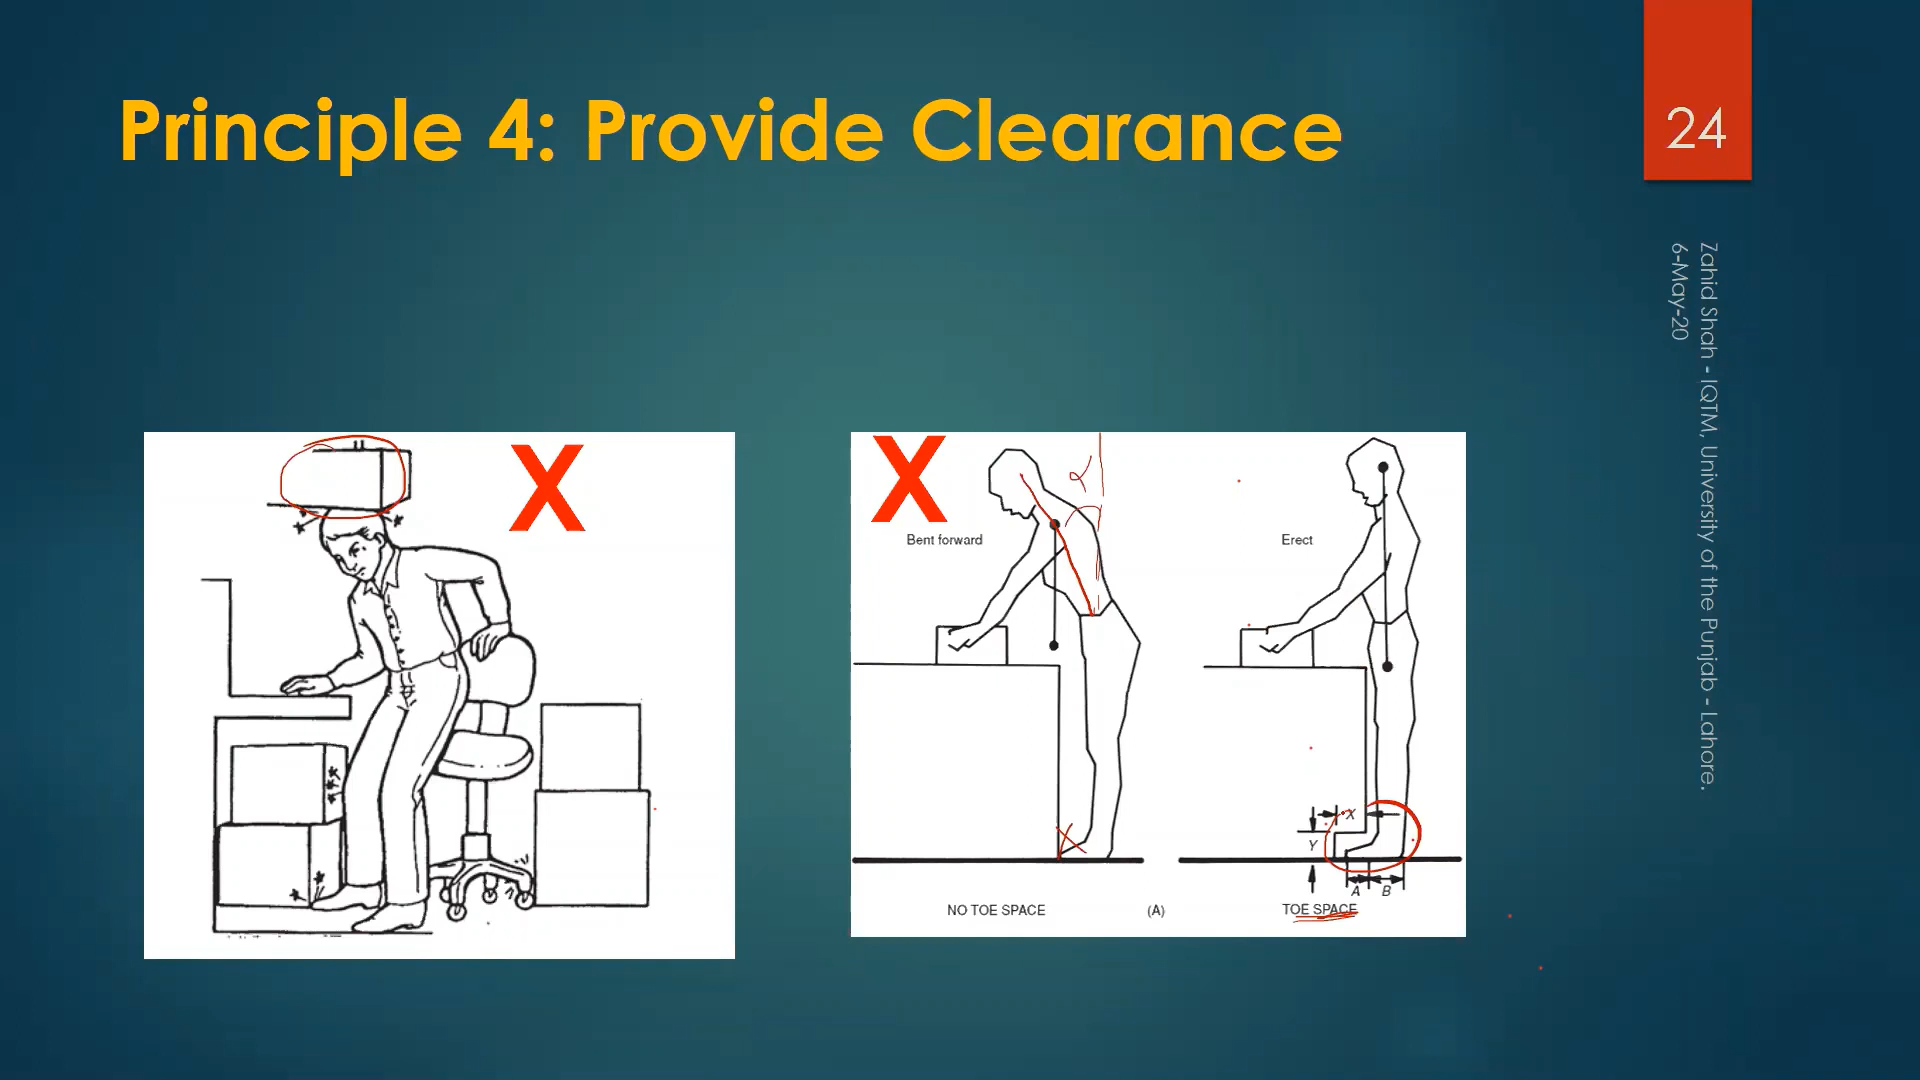 Principle 4: Provide Clearance
24
Zahid Shah - IQTM, University of the Punjab - Lahore.
6-May-20
X
X
Bent forward
α
Erect
X
Y
A B
NO TOE SPACE
(A)
TOE SPACE